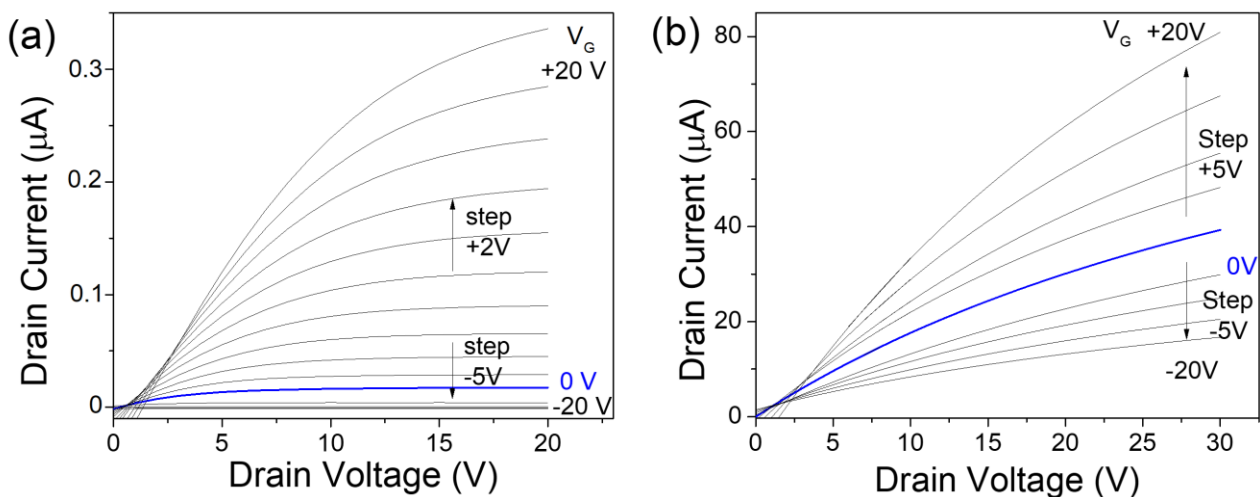 (a)
Drain Current (μA)
0.3
0.2
0.1
0
V_G
+20 V
step
+2V
step
-5V
0 V
-20 V
0 5 10 15 20
Drain Voltage (V)
(b)
Drain Current (μA)
80
60
40
20
0
V_G +20V
Step
+5V
0V
Step
-5V
-20V
0 5 10 15 20 25 30
Drain Voltage (V)